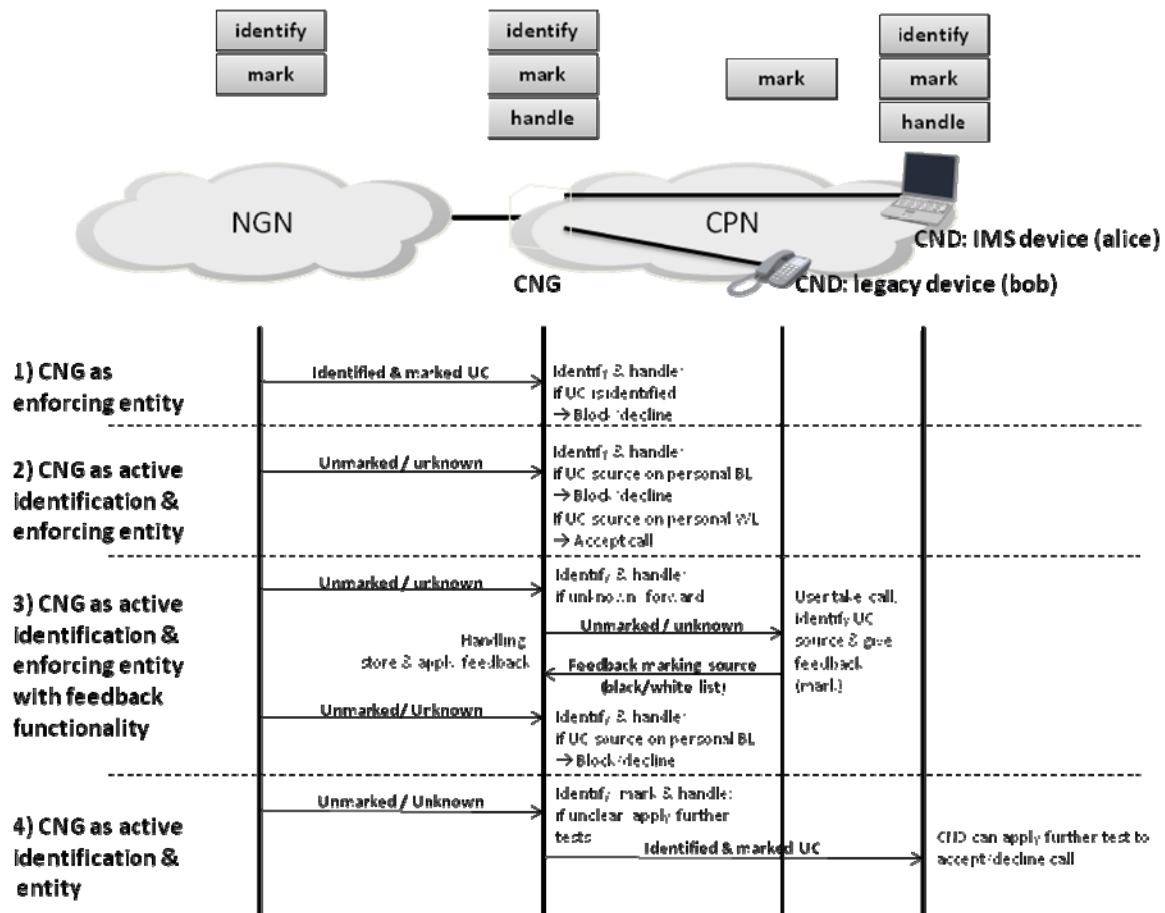 identify
mark
identify
mark
handle
mark
identify
mark
handle
NGN
CPN
CNG
CND: IMS device (alice)
CND: legacy device (bob)
1) CNG as
enforcing entity
Identified & marked UC
Identify & handle:
if UC is identified
→ Block/decline
2) CNG as active
identification &
enforcing entity
Unmarked / unknown
Identify & handle:
if UC source on personal BL
→ Block/decline
if UC source on personal WL
→ Accept call
3) CNG as active
identification &
enforcing entity
with feedback
functionality
Unmarked / unknown
Identify & handle:
if unknown forward
Unmarked / unknown
User take call,
identify UC
source & give
feedback
(mark)
Handling
store & apply feedback
Feedback marking source
(black/white list)
Unmarked/ Unknown
Identify & handle:
if UC source on personal BL
→ Block/decline
4) CNG as active
identification &
entity
Unmarked / Unknown
Identify mark & handle:
if unclear apply further
tests
Identified & marked UC
CND can apply further test to
accept/decline call